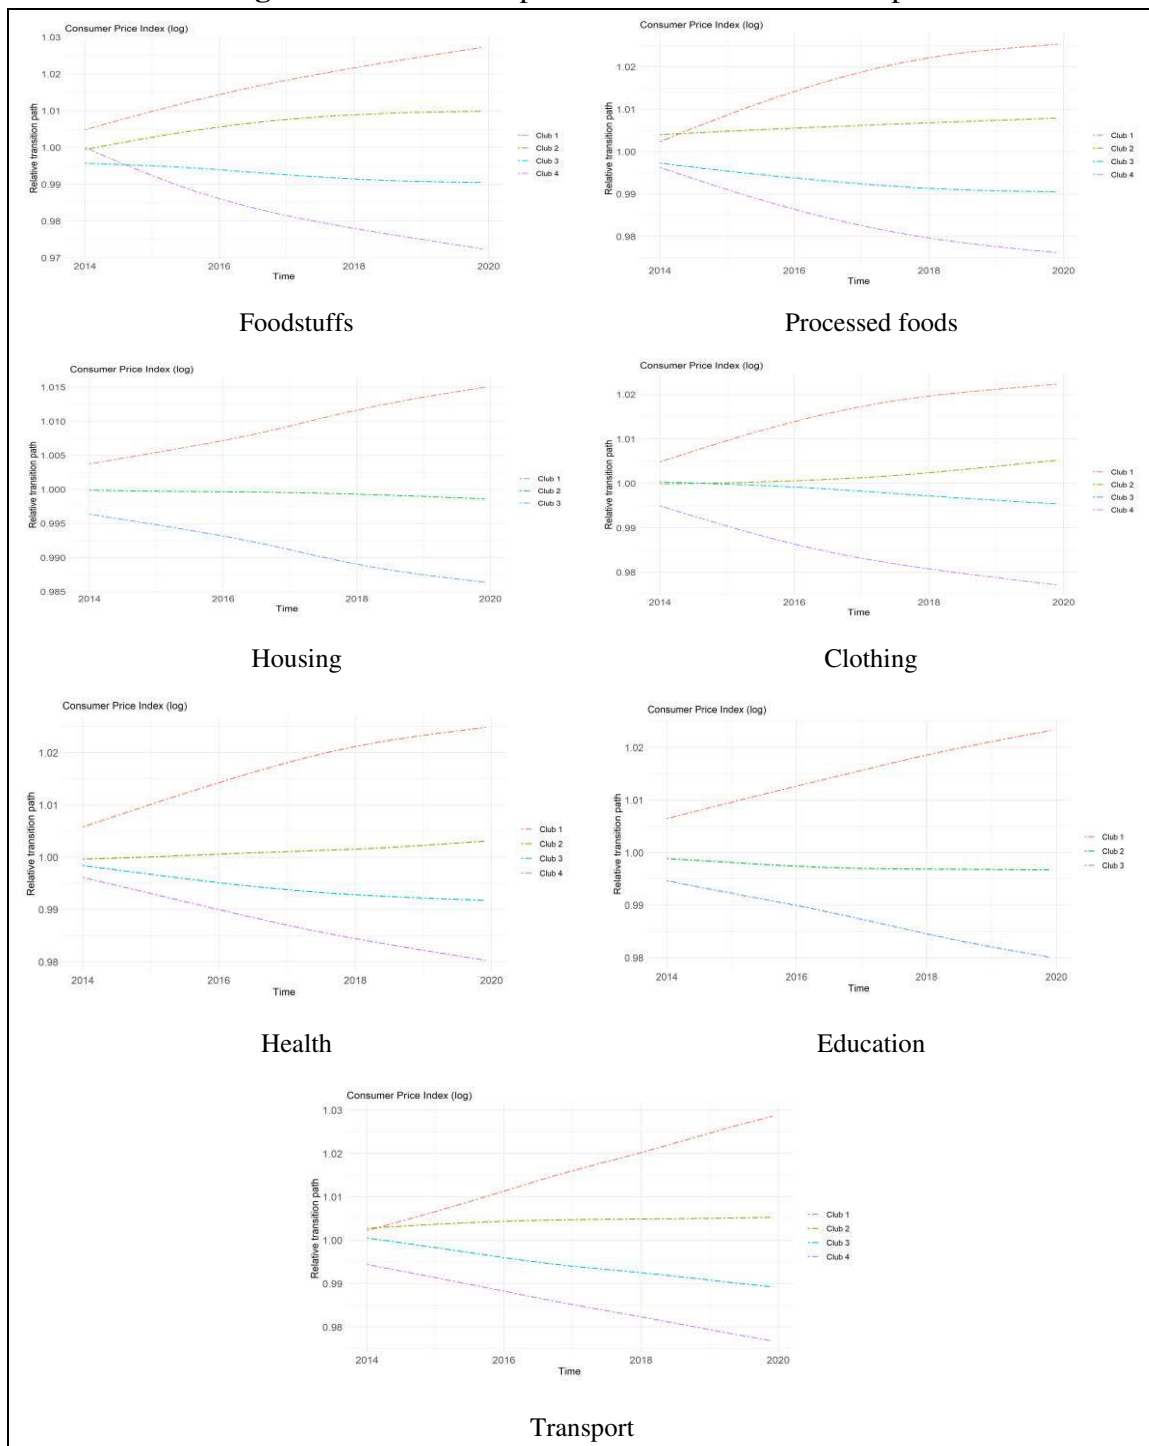 Consumer Price Index (log)
1.03
1.02
1.01
1.00
0.99
0.98
0.97
Relative transition path
2014
2016
2018
2020
Time
Club 1
Club 2
Club 3
Club 4
Foodstuffs
Consumer Price Index (log)
1.02
1.01
1.00
0.99
0.98
Relative transition path
2014
2016
2018
2020
Time
Club 1
Club 2
Club 3
Club 4
Processed foods
Consumer Price Index (log)
1.015
1.010
1.005
1.000
0.995
0.990
0.985
Relative transition path
2014
2016
2018
2020
Time
Club 1
Club 2
Club 3
Housing
Consumer Price Index (log)
1.02
1.01
1.00
0.99
0.98
Relative transition path
2014
2016
2018
2020
Time
Club 1
Club 2
Club 3
Club 4
Clothing
Consumer Price Index (log)
1.02
1.01
1.00
0.99
0.98
Relative transition path
2014
2016
2018
2020
Time
Club 1
Club 2
Club 3
Club 4
Health
Consumer Price Index (log)
1.02
1.01
1.00
0.99
0.98
Relative transition path
2014
2016
2018
2020
Time
Club 1
Club 2
Club 3
Education
Consumer Price Index (log)
1.03
1.02
1.01
1.00
0.99
0.98
Relative transition path
2014
2016
2018
2020
Time
Club 1
Club 2
Club 3
Club 4
Transport